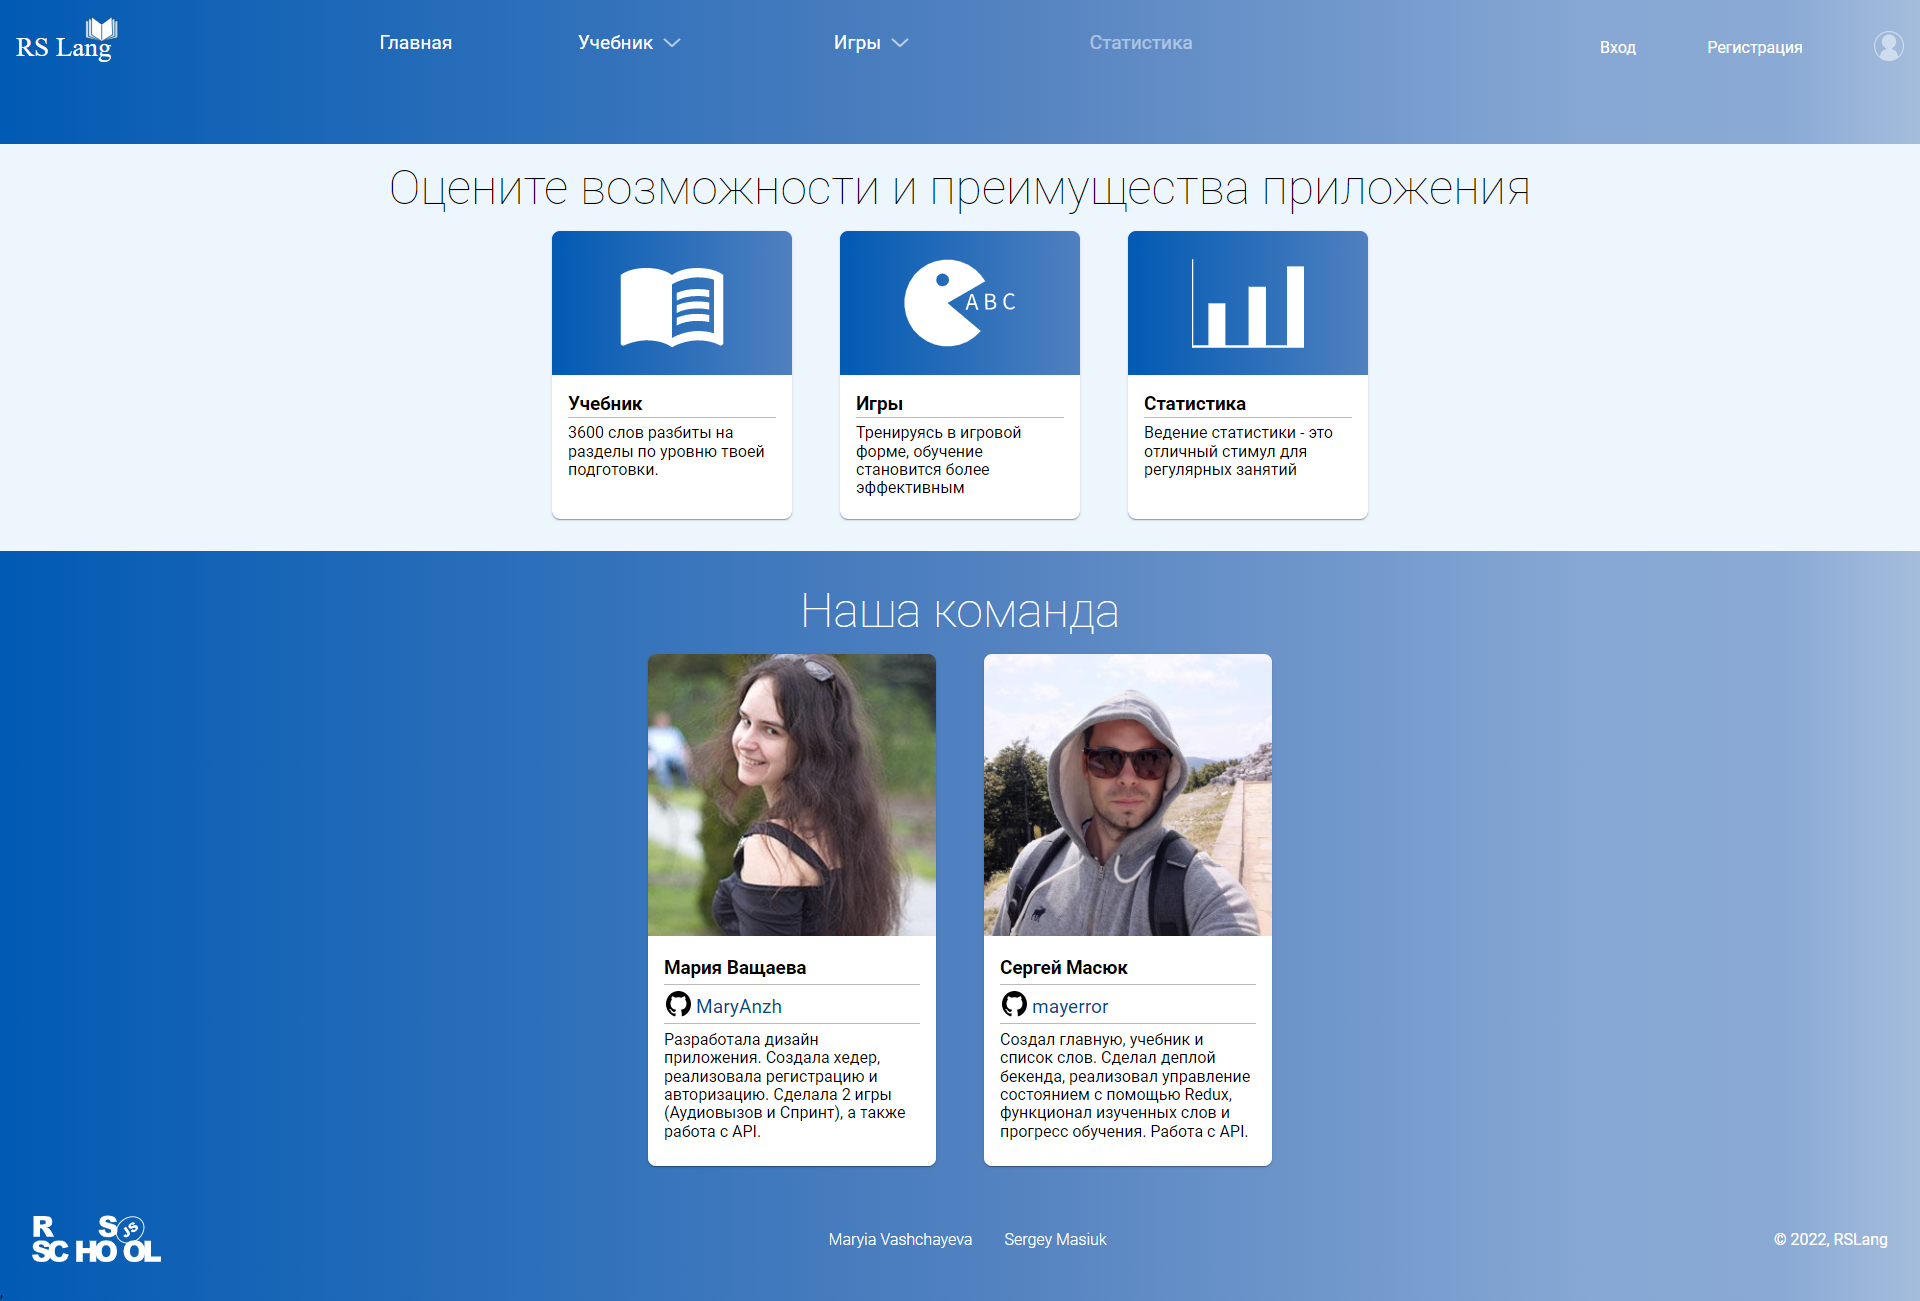 RS Lang
Главная
Учебник
Игры
Статистика
Вход
Регистрация
Оцените возможности и преимущества приложения
A B C
Учебник
3600 слов разбиты на
разделы по уровню твоей
подготовки.
Игры
Тренируясь в игровой
форме, обучение
становится более
эффективным
Статистика
Ведение статистики - это
отличный стимул для
регулярных занятий
Наша команда
Мария Ващаева
MaryAnzh
Разработала дизайн
приложения. Создала хедер,
реализовала регистрацию и
авторизацию. Сделала 2 игры
(Аудиовызов и Спринт), а также
работа с API.
Сергей Масюк
mayerror
Создал главную, учебник и
список слов. Сделал деплой
бекенда, реализовал управление
состоянием с помощью Redux,
функционал изученных слов и
прогресс обучения. Работа с API.
R S JS
SCHOOL
Maryia Vashchayeva
Sergey Masiuk
© 2022, RSLang
,